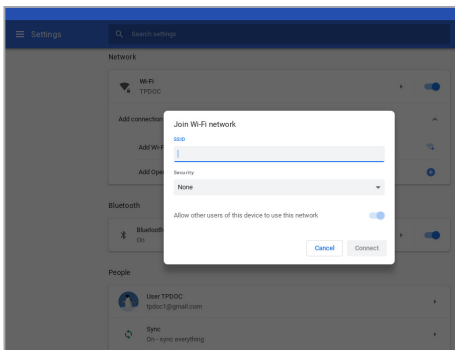 Settings
Search settings
Network
Wi-Fi
TPDOC
Add connection
Add Wi-F
Add Ope
Join Wi-Fi network
SSID
Security
None
Allow other users of this device to use this network
Cancel
Connect
Bluetooth
Bluetooth
On
People
User TPDOC
tpdoc1@gmail.com
Sync
On - sync everything